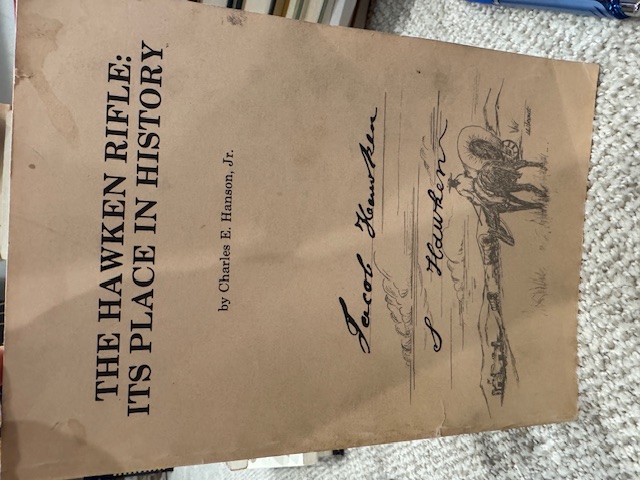 THE HAWKEN RIFLE:
ITS PLACE IN HISTORY
by Charles E. Hanson, Jr.
Jacob Hawken
S Hawken